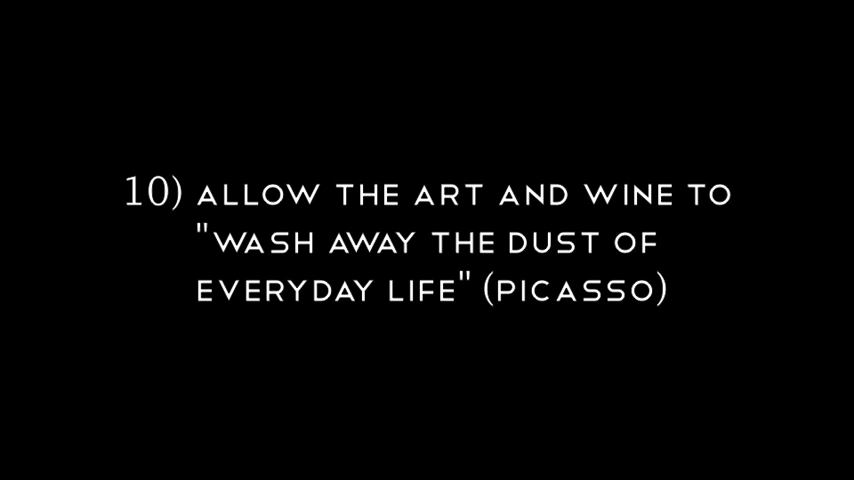 10) ALLOW THE ART AND WINE TO
"WASH AWAY THE DUST OF
EVERYDAY LIFE" (PICASSO)